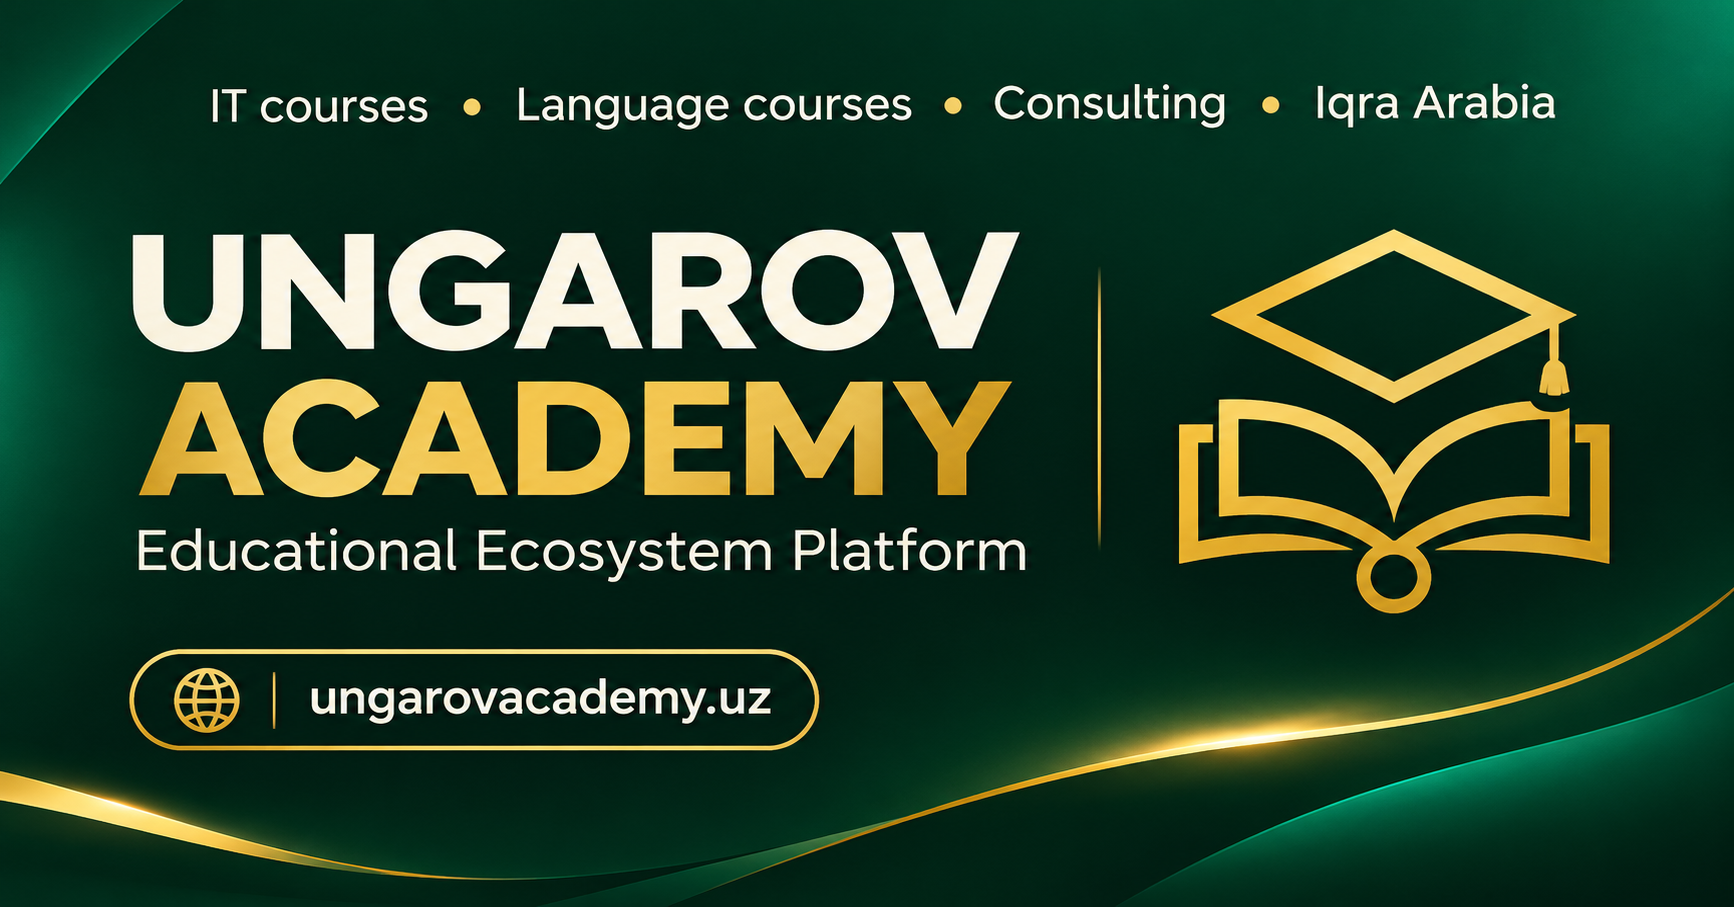 IT courses • Language courses • Consulting • Iqra Arabia
UNGAROV
ACADEMY
Educational Ecosystem Platform
ungarovacademy.uz